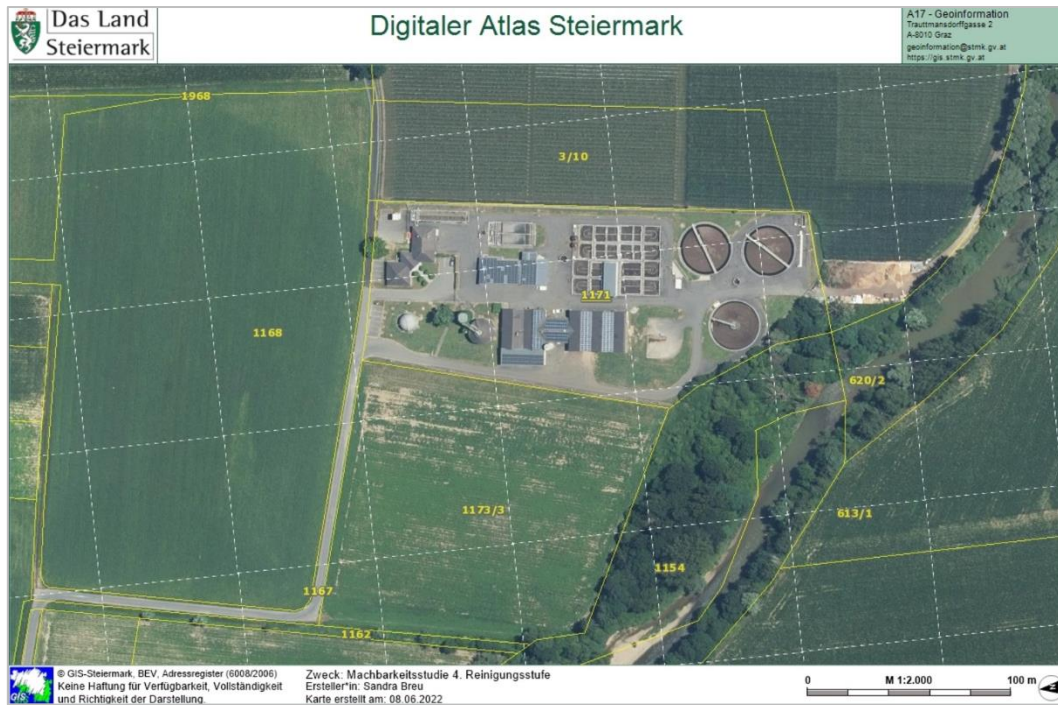 Das Land
Steiermark
Digitaler Atlas Steiermark
A17 - Geoinformation
Trauttmansdorffgasse 2
A-8010 Graz
geoinformation@stmk.gv.at
https://gis.stmk.gv.at
1968
3/10
1171
1168
620/2
1173/3
613/1
1154
1167
1162
GIS
© GIS-Steiermark, BEV, Adressregister (6008/2006)
Keine Haftung für Verfügbarkeit, Vollständigkeit
und Richtigkeit der Darstellung.
Zweck: Machbarkeitsstudie 4. Reinigungsstufe
Ersteller*in: Sandra Breu
Karte erstellt am: 08.06.2022
0 M 1:2.000 100 m